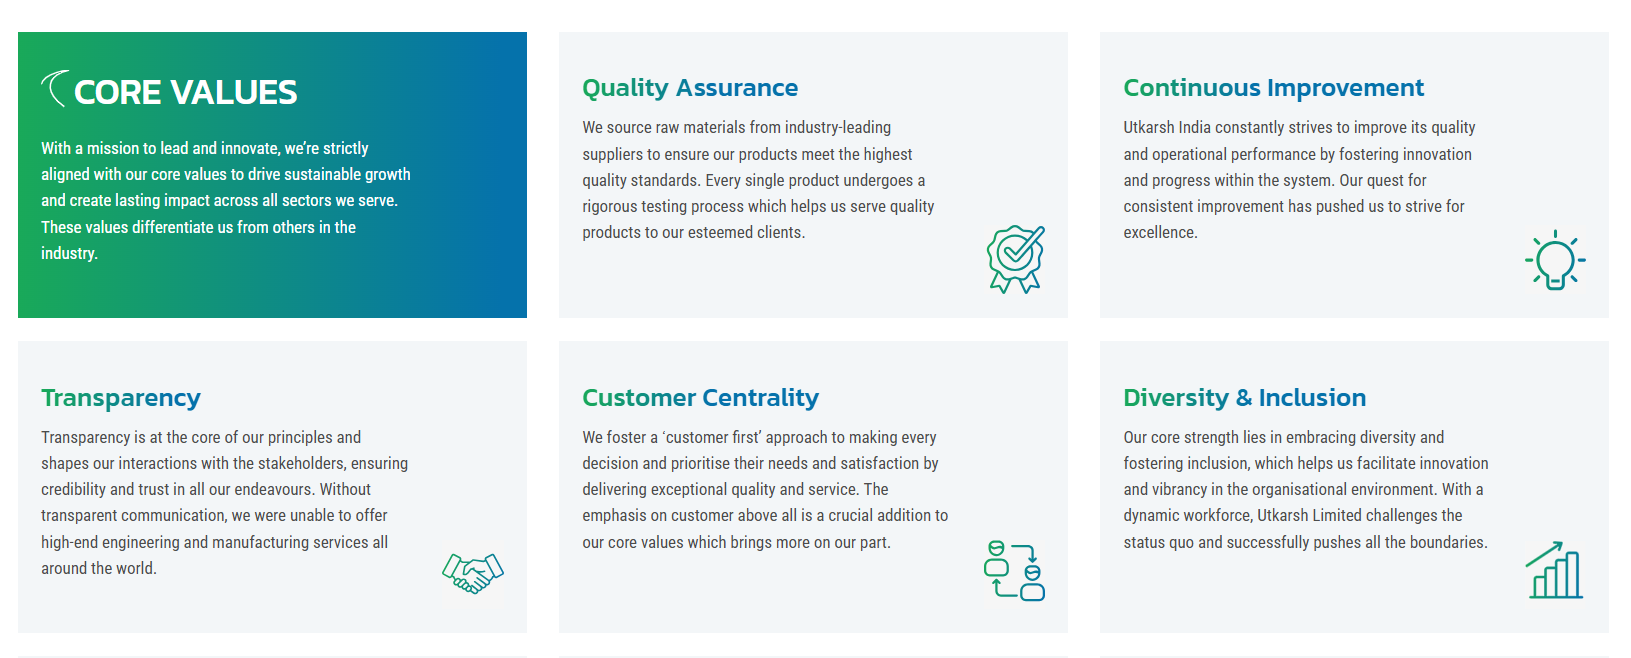 CORE VALUES
With a mission to lead and innovate, we’re strictly
aligned with our core values to drive sustainable growth
and create lasting impact across all sectors we serve.
These values differentiate us from others in the
industry.
Quality Assurance
We source raw materials from industry-leading
suppliers to ensure our products meet the highest
quality standards. Every single product undergoes a
rigorous testing process which helps us serve quality
products to our esteemed clients.
Continuous Improvement
Utkarsh India constantly strives to improve its quality
and operational performance by fostering innovation
and progress within the system. Our quest for
consistent improvement has pushed us to strive for
excellence.
Transparency
Transparency is at the core of our principles and
shapes our interactions with the stakeholders, ensuring
credibility and trust in all our endeavours. Without
transparent communication, we were unable to offer
high-end engineering and manufacturing services all
around the world.
Customer Centrality
We foster a ‘customer first’ approach to making every
decision and prioritise their needs and satisfaction by
delivering exceptional quality and service. The
emphasis on customer above all is a crucial addition to
our core values which brings more on our part.
Diversity & Inclusion
Our core strength lies in embracing diversity and
fostering inclusion, which helps us facilitate innovation
and vibrancy in the organisational environment. With a
dynamic workforce, Utkarsh Limited challenges the
status quo and successfully pushes all the boundaries.